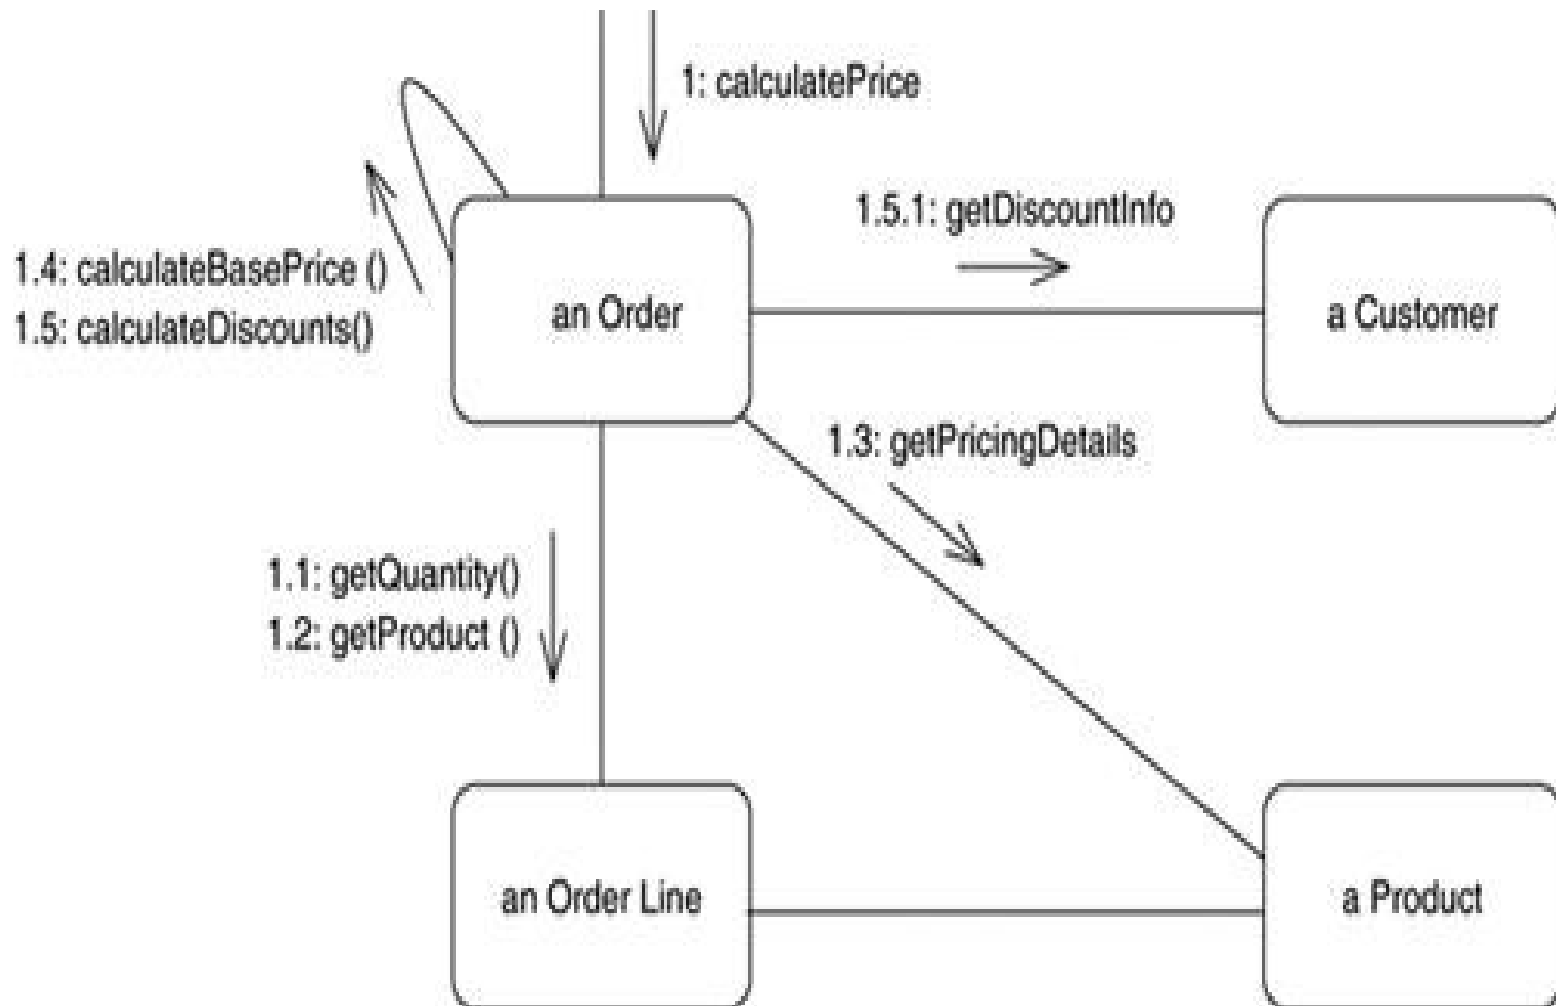 1: calculatePrice
1.5.1: getDiscountInfo
1.4: calculateBasePrice ()
1.5: calculateDiscounts()
an Order
a Customer
1.3: getPricingDetails
1.1: getQuantity()
1.2: getProduct ()
an Order Line
a Product